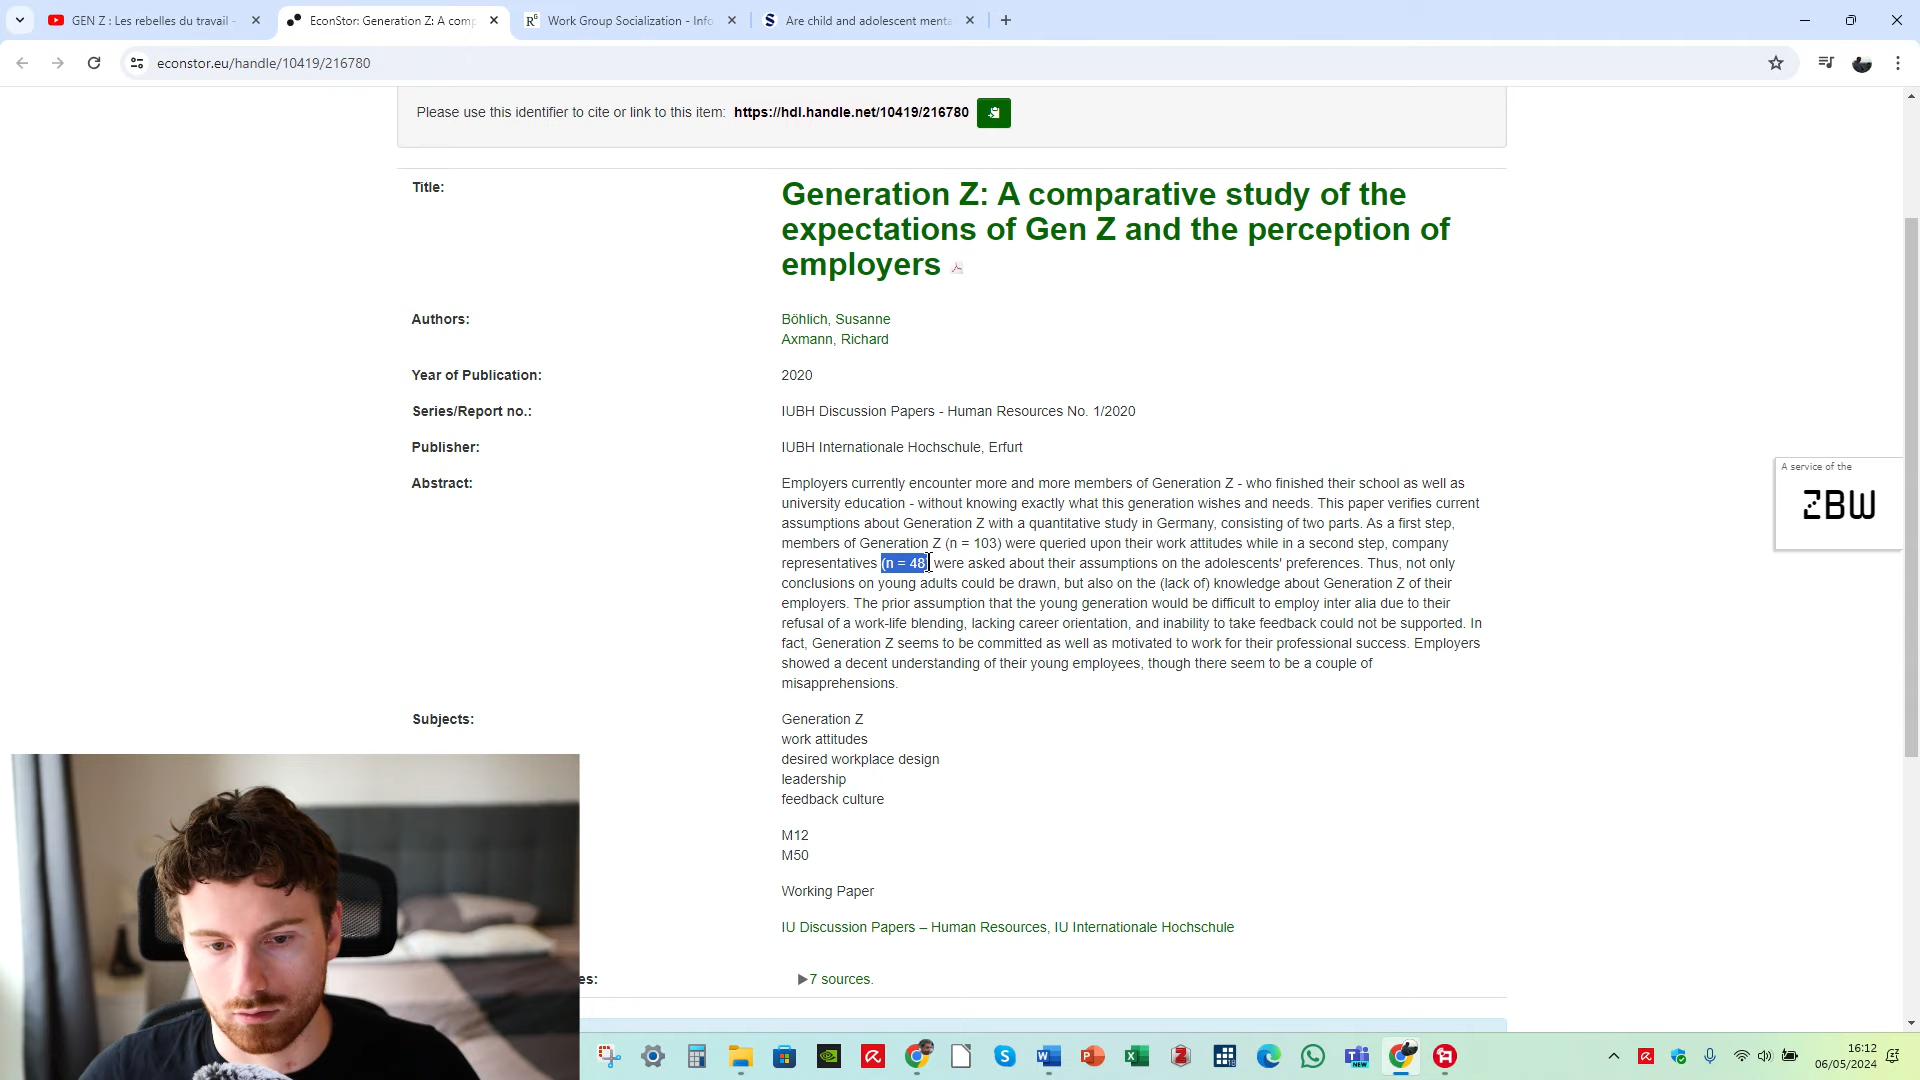 GEN Z : Les rebelles du travail -
EconStor: Generation Z: A comp
Work Group Socialization - Info
Are child and adolescent menta
econstor.eu/handle/10419/216780
Please use this identifier to cite or link to this item: https://hdl.handle.net/10419/216780
Title:
Generation Z: A comparative study of the
expectations of Gen Z and the perception of
employers
Authors:
Böhlich, Susanne
Axmann, Richard
Year of Publication:
2020
Series/Report no.:
IUBH Discussion Papers - Human Resources No. 1/2020
Publisher:
IUBH Internationale Hochschule, Erfurt
Abstract:
Employers currently encounter more and more members of Generation Z - who finished their school as well as
university education - without knowing exactly what this generation wishes and needs. This paper verifies current
assumptions about Generation Z with a quantitative study in Germany, consisting of two parts. As a first step,
members of Generation Z (n = 103) were queried upon their work attitudes while in a second step, company
representatives (n = 48) were asked about their assumptions on the adolescents' preferences. Thus, not only
conclusions on young adults could be drawn, but also on the (lack of) knowledge about Generation Z of their
employers. The prior assumption that the young generation would be difficult to employ inter alia due to their
refusal of a work-life blending, lacking career orientation, and inability to take feedback could not be supported. In
fact, Generation Z seems to be committed as well as motivated to work for their professional success. Employers
showed a decent understanding of their young employees, though there seem to be a couple of
misapprehensions.
Subjects:
Generation Z
work attitudes
desired workplace design
leadership
feedback culture
M12
M50
Working Paper
IU Discussion Papers – Human Resources, IU Internationale Hochschule
es:
7 sources.
A service of the
ZBW
16:12
06/05/2024